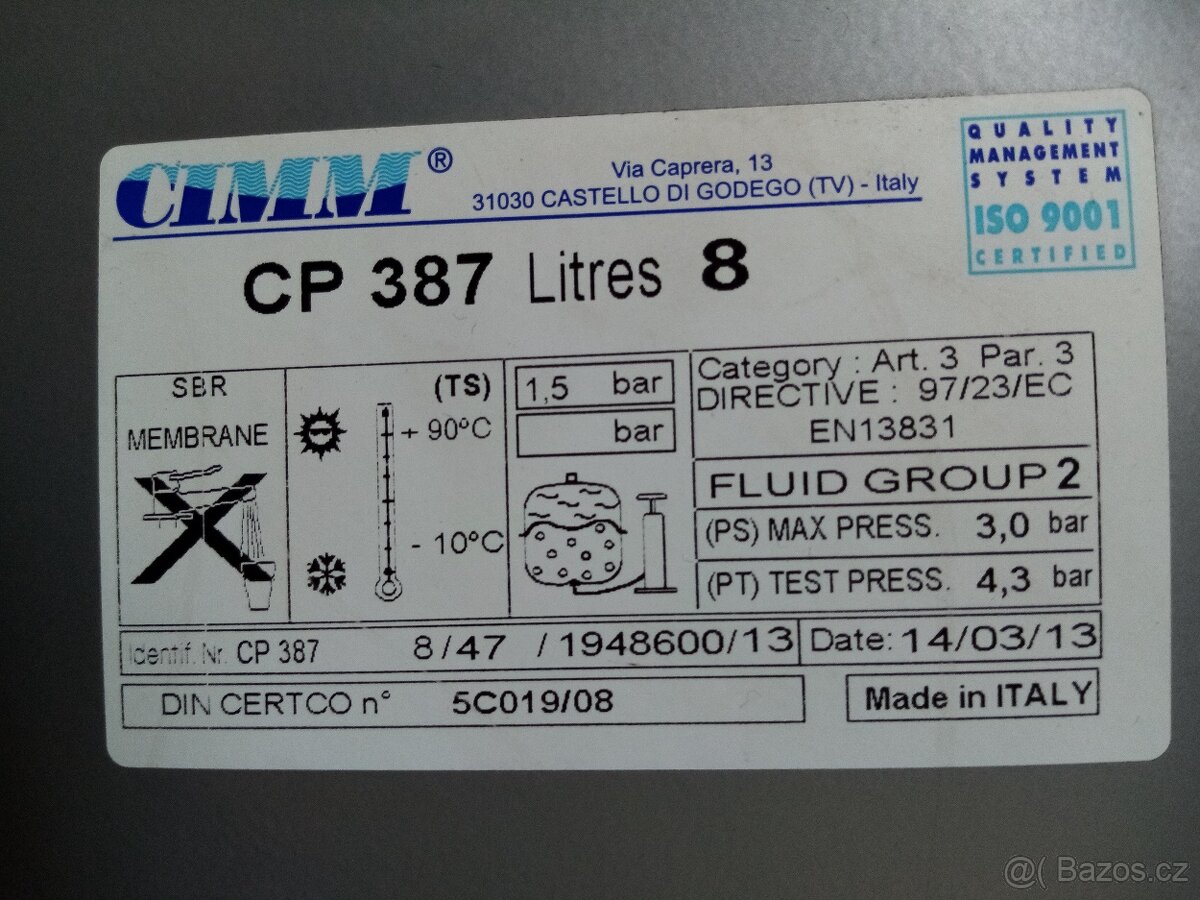 CIMM ®
Via Caprera, 13
31030 CASTELLO DI GODEGO (TV) - Italy
QUALITY
MANAGEMENT
SYSTEM
ISO 9001
CERTIFIED
CP 387 Litres 8
SBR
MEMBRANE
(TS)
+ 90°C
- 10°C
1,5 bar
bar
Category : Art. 3 Par. 3
DIRECTIVE : 97/23/EC
EN13831
FLUID GROUP 2
(PS) MAX PRESS. 3,0 bar
(PT) TEST PRESS. 4,3 bar
Identif. Nr. CP 387 8/47 / 1948600/13
Date: 14/03/13
DIN CERTCO n° 5C019/08
Made in ITALY
@( Bazos.cz